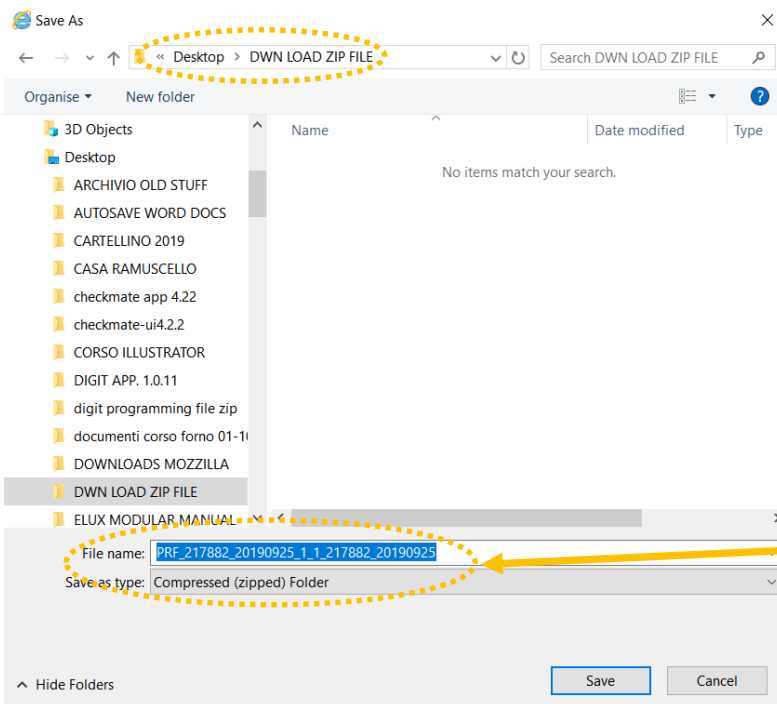 Save As
« Desktop > DWN LOAD ZIP FILE
Search DWN LOAD ZIP FILE
Organise
New folder
?
Name
Date modified
Type
No items match your search.
3D Objects
Desktop
ARCHIVIO OLD STUFF
AUTOSAVE WORD DOCS
CARTELLINO 2019
CASA RAMUSCELLO
checkmate app 4.22
checkmate-ui4.2.2
CORSO ILLUSTRATOR
DIGIT APP. 1.0.11
digit programming file zip
documenti corso forno 01-10
DOWNLOADS MOZZILLA
DWN LOAD ZIP FILE
ELUX MODULAR MANUAL
File name: PRF_217882_20190925_1_1_217882_20190925
Save as type: Compressed (zipped) Folder
Hide Folders
Save
Cancel